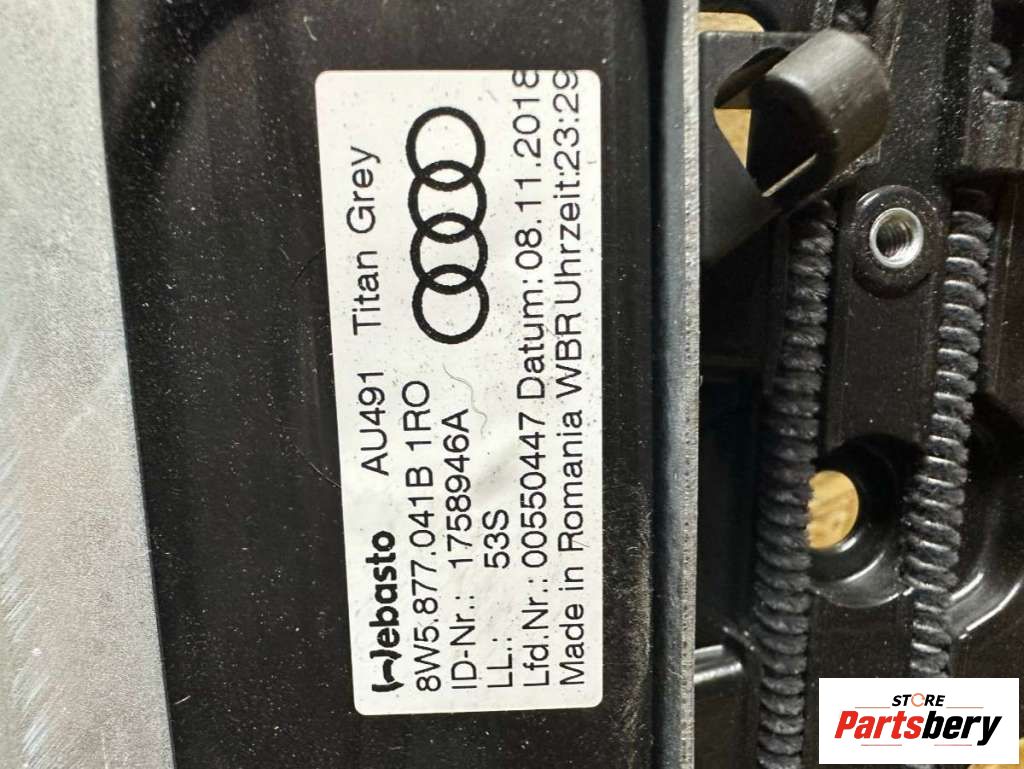 Webasto AU491 Titan Grey
8W5.877.041B 1RO
ID-Nr.: 1758946A
LL.: 53S
Lfd.Nr.: 00550447 Datum: 08.11.2018
Made in Romania WBR Uhrzeit:23:29
STORE
Partsbery